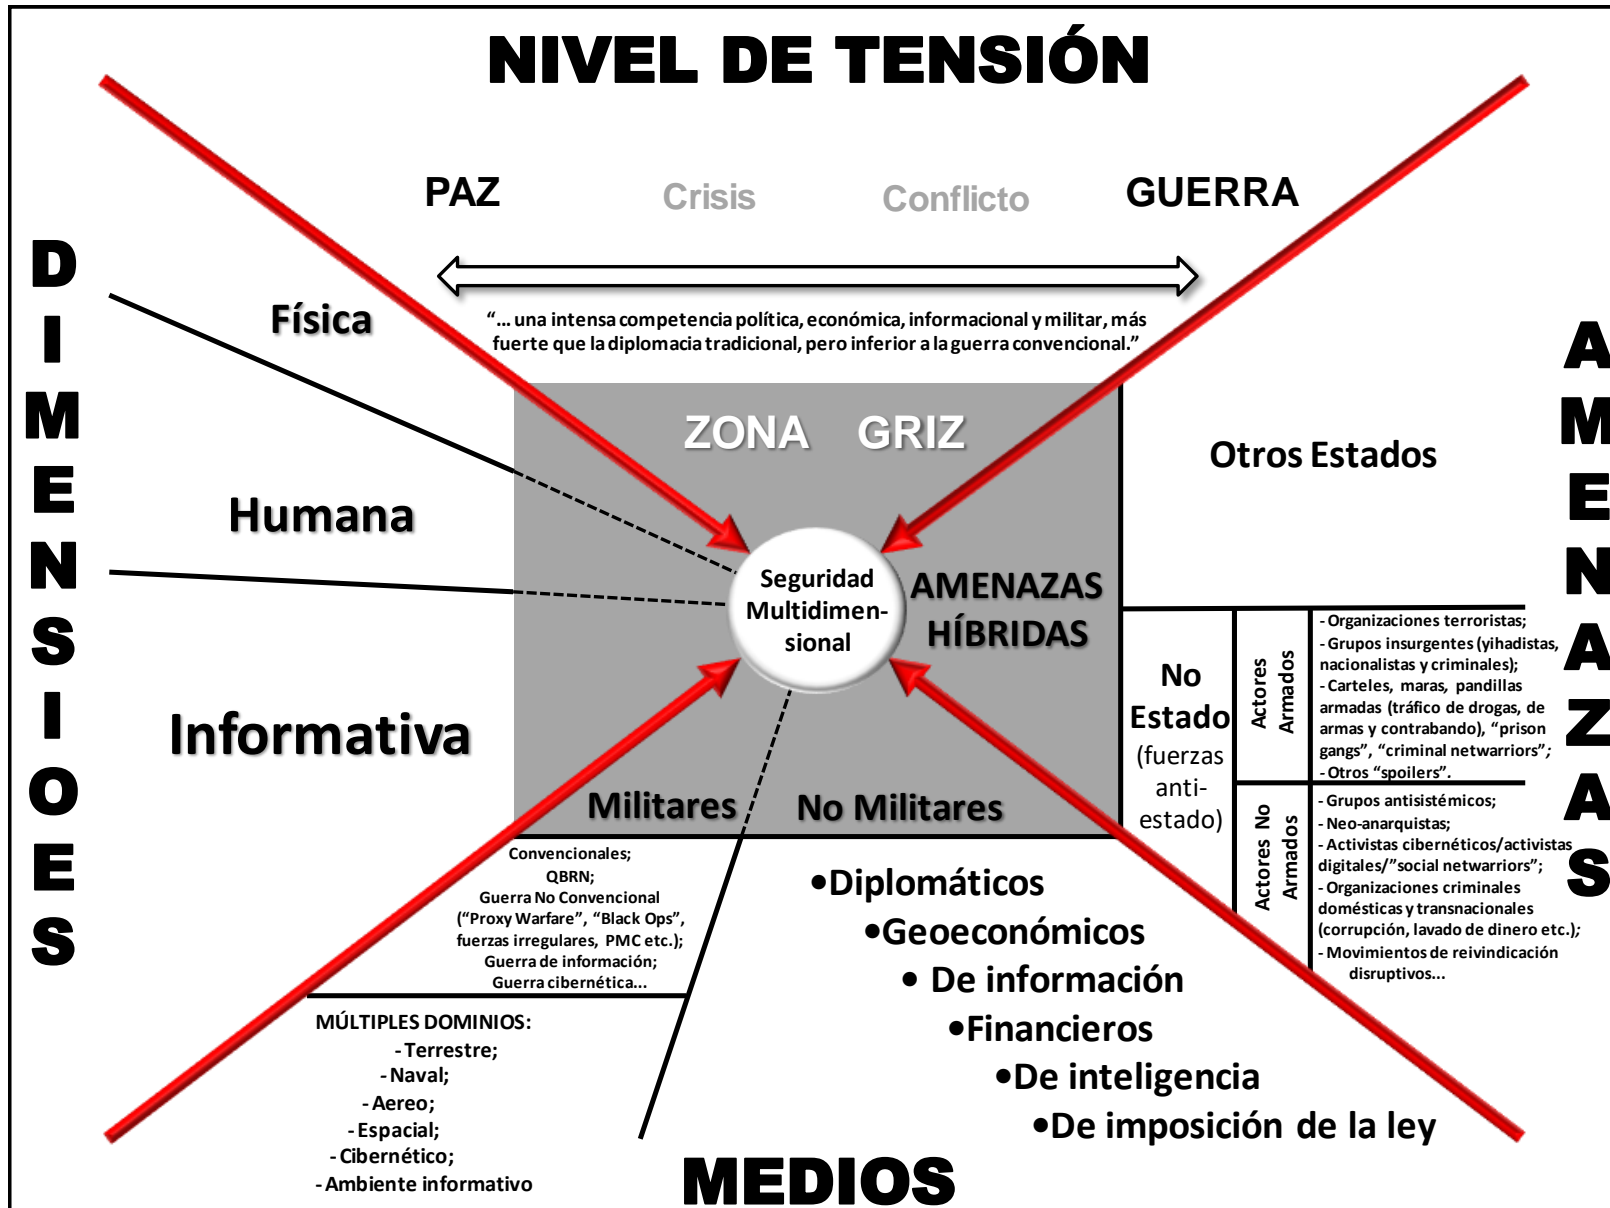 NIVEL DE TENSIÓN
PAZ Crisis Conflicto GUERRA
“... una intensa competencia política, económica, informacional y militar, más
fuerte que la diplomacia tradicional, pero inferior a la guerra convencional.”
DIMENSIOES
Física
Humana
Informativa
ZONA GRIZ
Seguridad
Multidimen-
sional
AMENAZAS
HÍBRIDAS
Militares
No Militares
AMENAZAS
Otros Estados
No
Estado
(fuerzas
anti-
estado)
Actores
Armados
- Organizaciones terroristas;
- Grupos insurgentes (yihadistas,
nacionalistas y criminales);
- Carteles, maras, pandillas
armadas (tráfico de drogas, de
armas y contrabando), “prison
gangs”, “criminal netwarriors”;
- Otros “spoilers”.
Actores No
Armados
- Grupos antisistémicos;
- Neo-anarquistas;
- Activistas cibernéticos/activistas
digitales/”social netwarriors”;
- Organizaciones criminales
domésticas y transnacionales
(corrupción, lavado de dinero etc.);
- Movimientos de reivindicación
disruptivos...
Convencionales;
QBRN;
Guerra No Convencional
(“Proxy Warfare”, “Black Ops”,
fuerzas irregulares, PMC etc.);
Guerra de información;
Guerra cibernética...
MÚLTIPLES DOMINIOS:
- Terrestre;
- Naval;
- Aereo;
- Espacial;
- Cibernético;
- Ambiente informativo
•Diplomáticos
•Geoeconómicos
• De información
•Financieros
•De inteligencia
•De imposición de la ley
MEDIOS